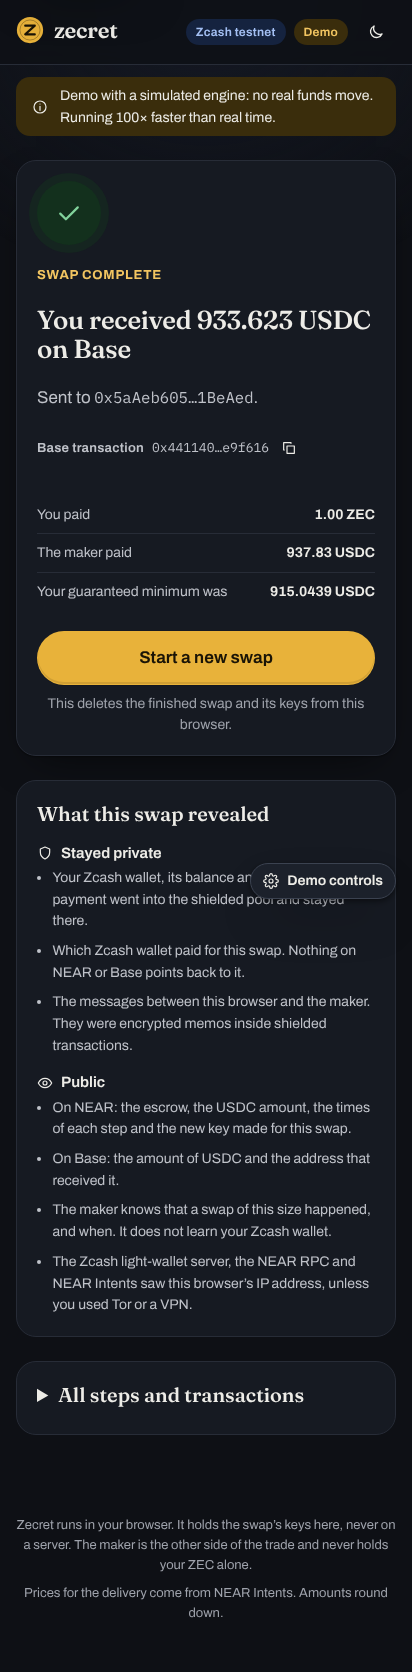 zecret
Zcash testnet
Demo
Demo with a simulated engine: no real funds move.
Running 100× faster than real time.
SWAP COMPLETE
You received 933.623 USDC
on Base
Sent to 0x5aAeb605…1BeAed.
Base transaction 0x441140…e9f616
You paid 1.00 ZEC
The maker paid 937.83 USDC
Your guaranteed minimum was 915.0439 USDC
Start a new swap
This deletes the finished swap and its keys from this
browser.
What this swap revealed
Stayed private
Demo controls
• Your Zcash wallet, its balance an
payment went into the shielded pool and stayed
there.
• Which Zcash wallet paid for this swap. Nothing on
NEAR or Base points back to it.
• The messages between this browser and the maker.
They were encrypted memos inside shielded
transactions.
Public
• On NEAR: the escrow, the USDC amount, the times
of each step and the new key made for this swap.
• On Base: the amount of USDC and the address that
received it.
• The maker knows that a swap of this size happened,
and when. It does not learn your Zcash wallet.
• The Zcash light-wallet server, the NEAR RPC and
NEAR Intents saw this browser’s IP address, unless
you used Tor or a VPN.
▶ All steps and transactions
Zecret runs in your browser. It holds the swap’s keys here, never on
a server. The maker is the other side of the trade and never holds
your ZEC alone.
Prices for the delivery come from NEAR Intents. Amounts round
down.